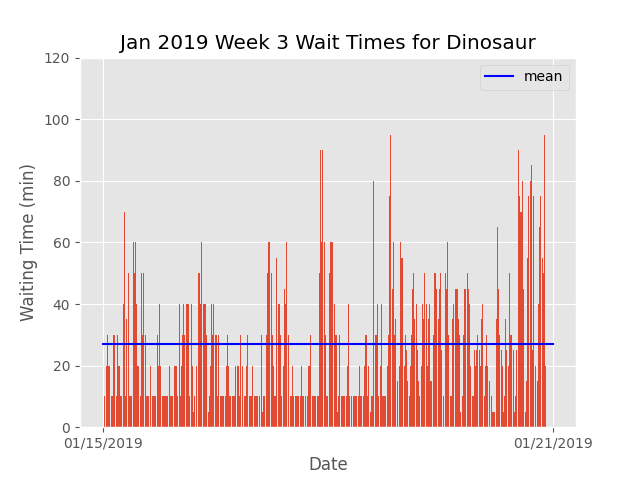 Jan 2019 Week 3 Wait Times for Dinosaur
mean
120
100
80
60
40
20
0
Waiting Time (min)
01/15/2019
01/21/2019
Date